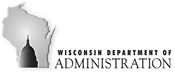 WISCONSIN DEPARTMENT OF
ADMINISTRATION